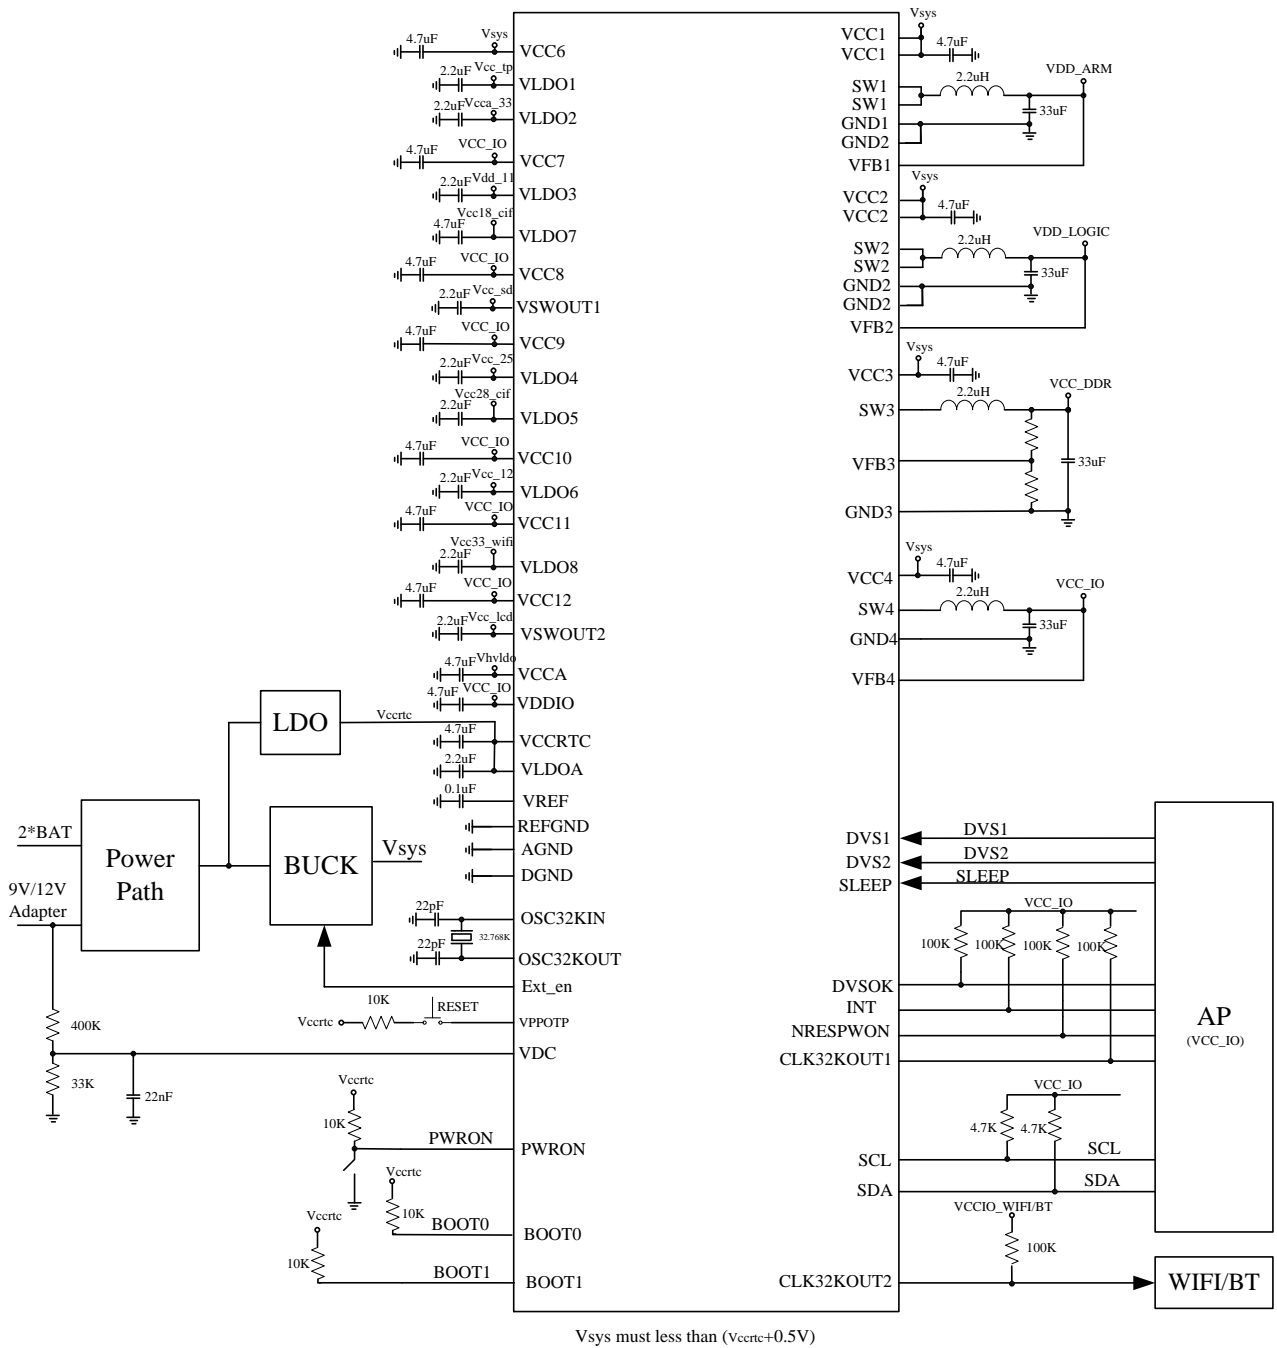 Vsys
4.7uF
VCC6
2.2uF
Vcc_tp
VLDO1
2.2uF
Vcca_33
VLDO2
VCC_IO
4.7uF
VCC7
2.2uF
Vdd_11
VLDO3
Vcc18_cif
4.7uF
VLDO7
VCC_IO
4.7uF
VCC8
2.2uF
Vcc_sd
VSWOUT1
VCC_IO
4.7uF
VCC9
2.2uF
Vcc_25
VLDO4
Vcc28_cif
2.2uF
VLDO5
VCC_IO
4.7uF
VCC10
2.2uF
Vcc_12
VLDO6
VCC_IO
4.7uF
VCC11
Vcc33_wifi
2.2uF
VLDO8
VCC_IO
4.7uF
VCC12
2.2uF
Vcc_lcd
VSWOUT2
4.7uF
Vhvldo
VCCA
4.7uF
VCC_IO
VDDIO
LDO
Vccrtc
4.7uF
VCCRTC
2.2uF
VLDOA
0.1uF
VREF
REFGND
AGND
DGND
2*BAT
Power
Path
BUCK
Vsys
9V/12V
Adapter
22pF
OSC32KIN
32.768K
22pF
OSC32KOUT
Ext_en
10K
RESET
Vccrtc
VPPOTP
400K
VDC
33K
22nF
Vccrtc
10K
PWRON
PWRON
Vccrtc
10K
BOOT0
BOOT0
Vccrtc
10K
BOOT1
BOOT1
Vsys
VCC1
VCC1
4.7uF
SW1
SW1
2.2uH
VDD_ARM
33uF
GND1
GND2
VFB1
Vsys
VCC2
VCC2
4.7uF
SW2
SW2
2.2uH
VDD_LOGIC
33uF
GND2
GND2
VFB2
Vsys
4.7uF
VCC3
2.2uH
VCC_DDR
SW3
VFB3
33uF
GND3
Vsys
4.7uF
VCC4
2.2uH
VCC_IO
SW4
33uF
GND4
VFB4
DVS1
DVS1
DVS2
DVS2
SLEEP
SLEEP
VCC_IO
100K
100K
100K
100K
DVSOK
INT
NRESPWON
CLK32KOUT1
AP
(VCC_IO)
VCC_IO
4.7K
4.7K
SCL
SCL
SDA
SDA
VCCIO_WIFI/BT
100K
CLK32KOUT2
WIFI/BT
Vsys must less than (Vccrtc+0.5V)